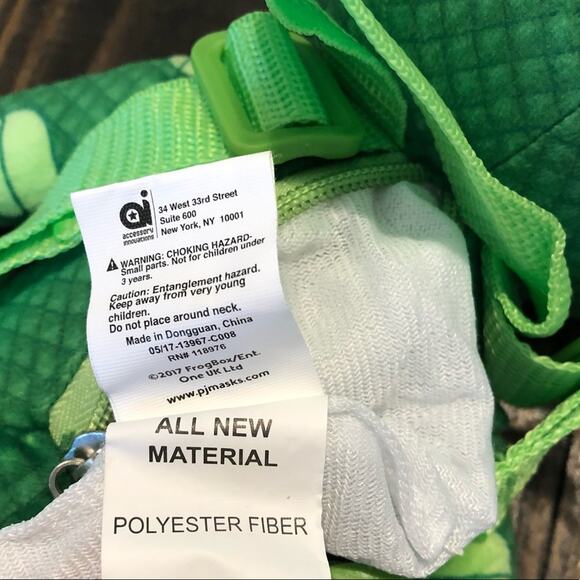 ai
accessory
innovations
34 West 33rd Street
Suite 600
New York, NY 10001
WARNING: CHOKING HAZARD-
Small parts. Not for children under
3 years.
Caution: Entanglement hazard.
Keep away from very young
children.
Do not place around neck.
Made in Dongguan, China
05/17-13967-C008
RN# 118976
©2017 FrogBox/Ent.
One UK Ltd
www.pjmasks.com
ALL NEW
MATERIAL
POLYESTER FIBER